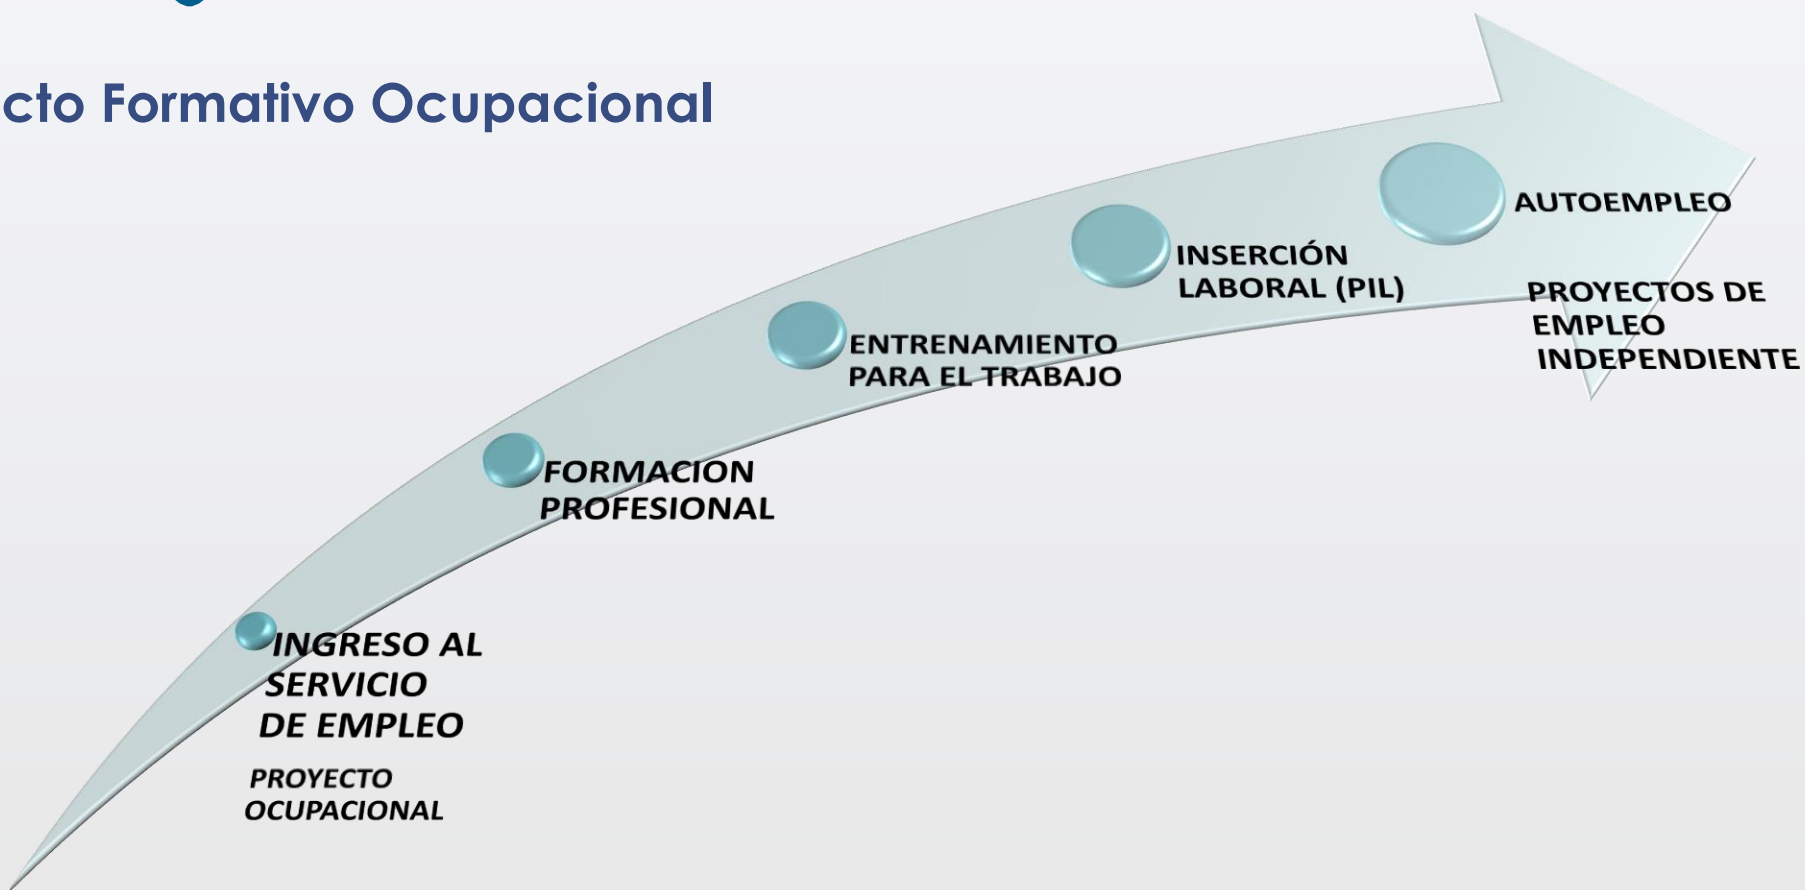 cto Formativo Ocupacional
AUTOEMPLEO
PROYECTOS DE
EMPLEO
INDEPENDIENTE
INSERCIÓN
LABORAL (PIL)
ENTRENAMIENTO
PARA EL TRABAJO
FORMACION
PROFESIONAL
INGRESO AL
SERVICIO
DE EMPLEO
PROYECTO
OCUPACIONAL